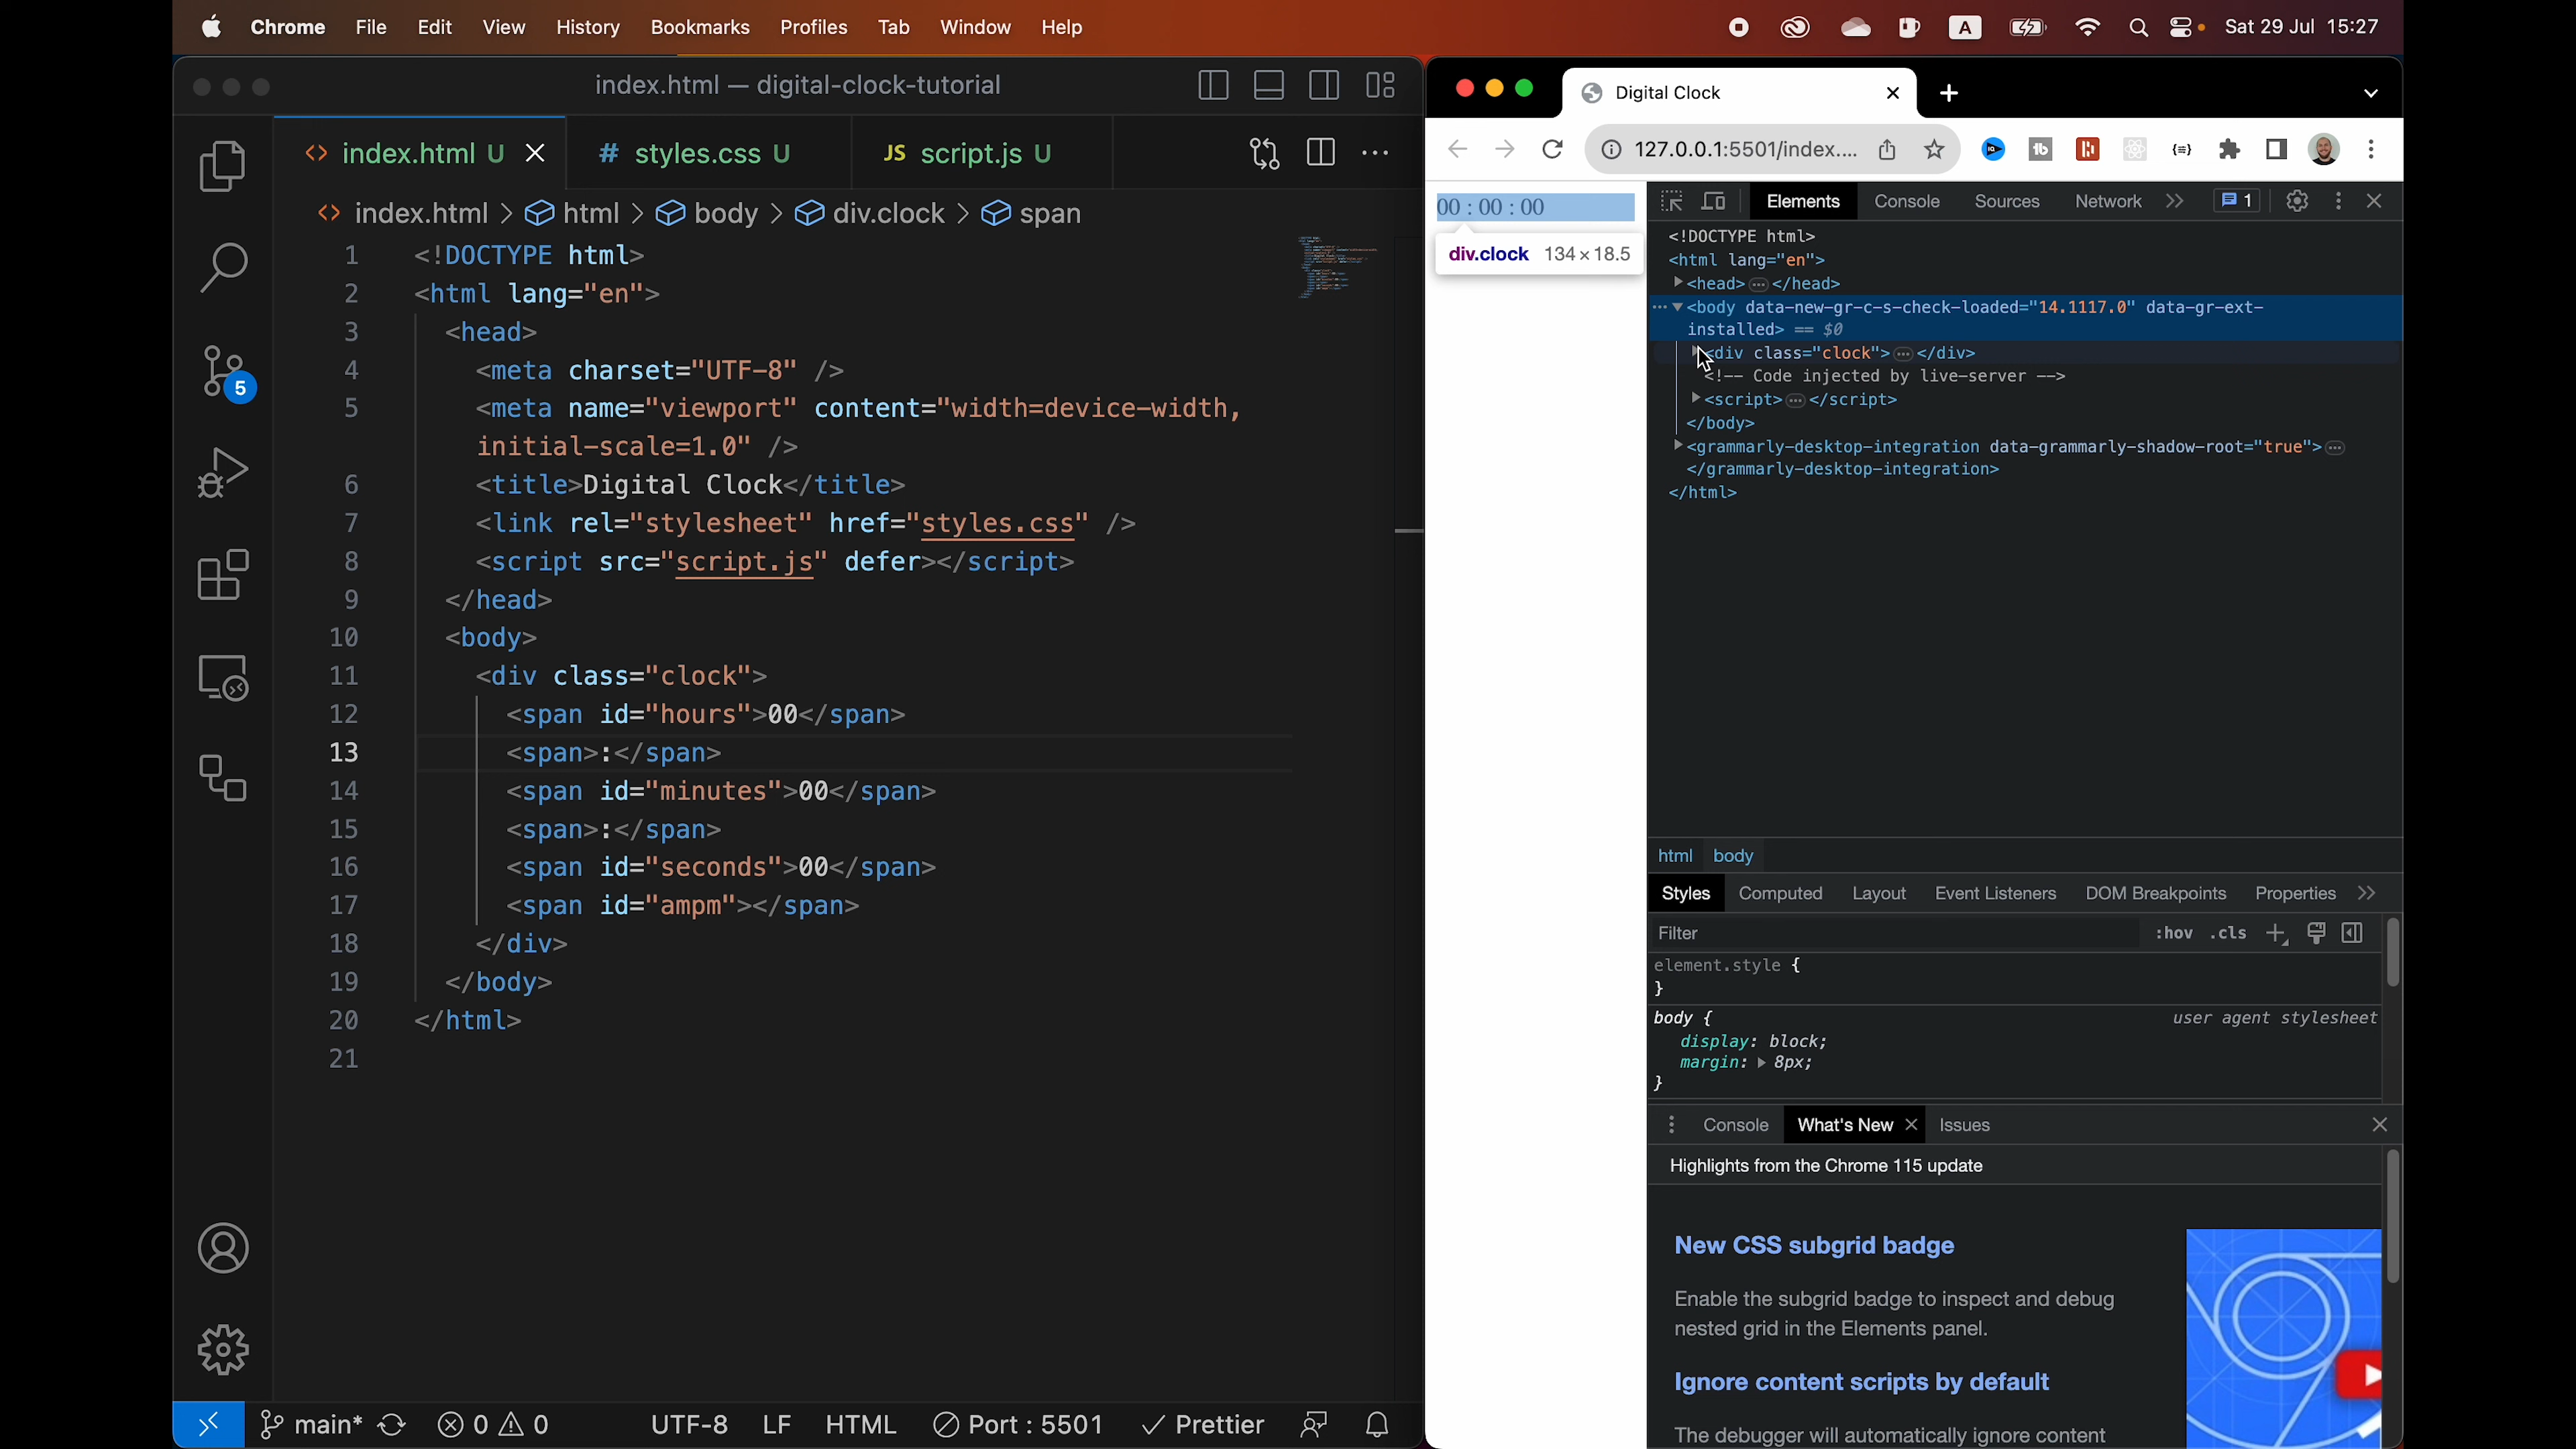 Chrome File Edit View History Bookmarks Profiles Tab Window Help A Sat 29 Jul 15:27
index.html — digital-clock-tutorial
<> index.html U # styles.css U JS script.js U
<> index.html > html > body > div.clock > span
1 <!DOCTYPE html>
2 <html lang="en">
3 <head>
4 <meta charset="UTF-8" />
5 <meta name="viewport" content="width=device-width,
initial-scale=1.0" />
6 <title>Digital Clock</title>
7 <link rel="stylesheet" href="styles.css" />
8 <script src="script.js" defer></script>
9 </head>
10 <body>
11 <div class="clock">
12 <span id="hours">00</span>
13 <span>:</span>
14 <span id="minutes">00</span>
15 <span>:</span>
16 <span id="seconds">00</span>
17 <span id="ampm"></span>
18 </div>
19 </body>
20 </html>
21
5
main* 0 0 UTF-8 LF HTML Port : 5501 Prettier
Digital Clock
127.0.0.1:5501/index....
00 : 00 : 00
div.clock 134 × 18.5
Elements Console Sources Network 1
<!DOCTYPE html>
<html lang="en">
<head> … </head>
<body data-new-gr-c-s-check-loaded="14.1117.0" data-gr-ext-
installed> == $0
<div class="clock"> … </div>
<!-- Code injected by live-server -->
<script> … </script>
</body>
<grammarly-desktop-integration data-grammarly-shadow-root="true"> …
</grammarly-desktop-integration>
</html>
html body
Styles Computed Layout Event Listeners DOM Breakpoints Properties
Filter :hov .cls
element.style {
}
body { user agent stylesheet
display: block;
margin: 8px;
}
Console What's New Issues
Highlights from the Chrome 115 update
New CSS subgrid badge
Enable the subgrid badge to inspect and debug
nested grid in the Elements panel.
Ignore content scripts by default
The debugger will automatically ignore content